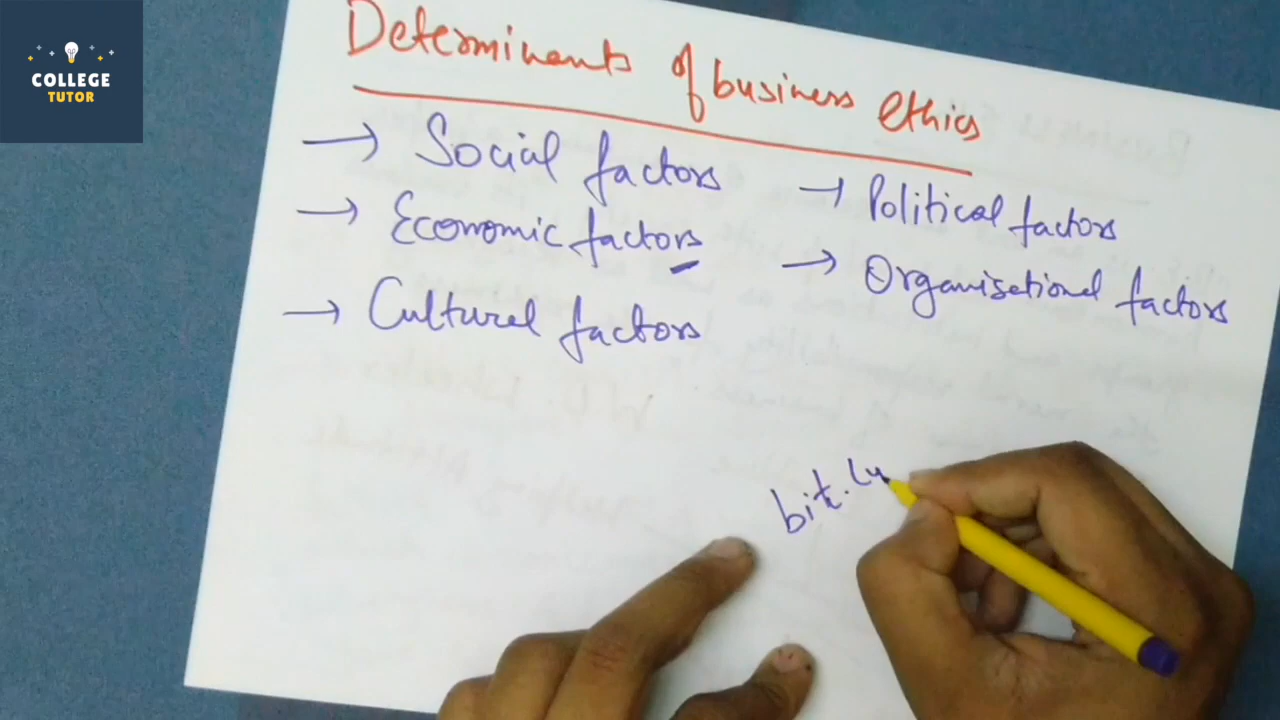 COLLEGE
TUTOR
Determinants of business ethics
→ Social factors
→ Economic factors
→ Cultural factors
→ Political factors
→ Organisational factors
bit.ly